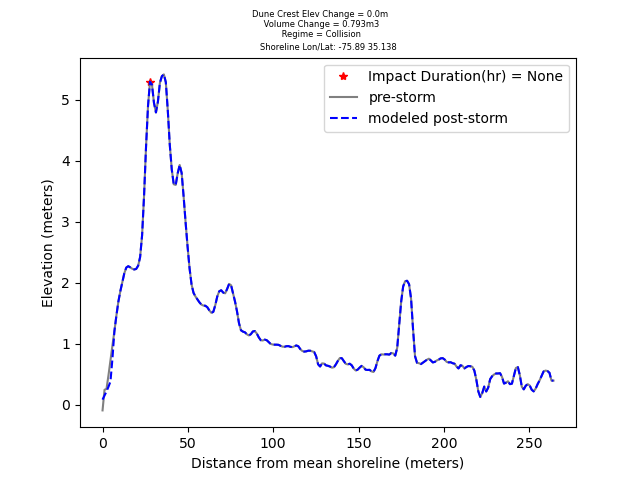 Dune Crest Elev Change = 0.0m
Volume Change = 0.793m3
Regime = Collision
Shoreline Lon/Lat: -75.89 35.138
Impact Duration(hr) = None
pre-storm
modeled post-storm
Elevation (meters)
5
4
3
2
1
0
0 50 100 150 200 250
Distance from mean shoreline (meters)